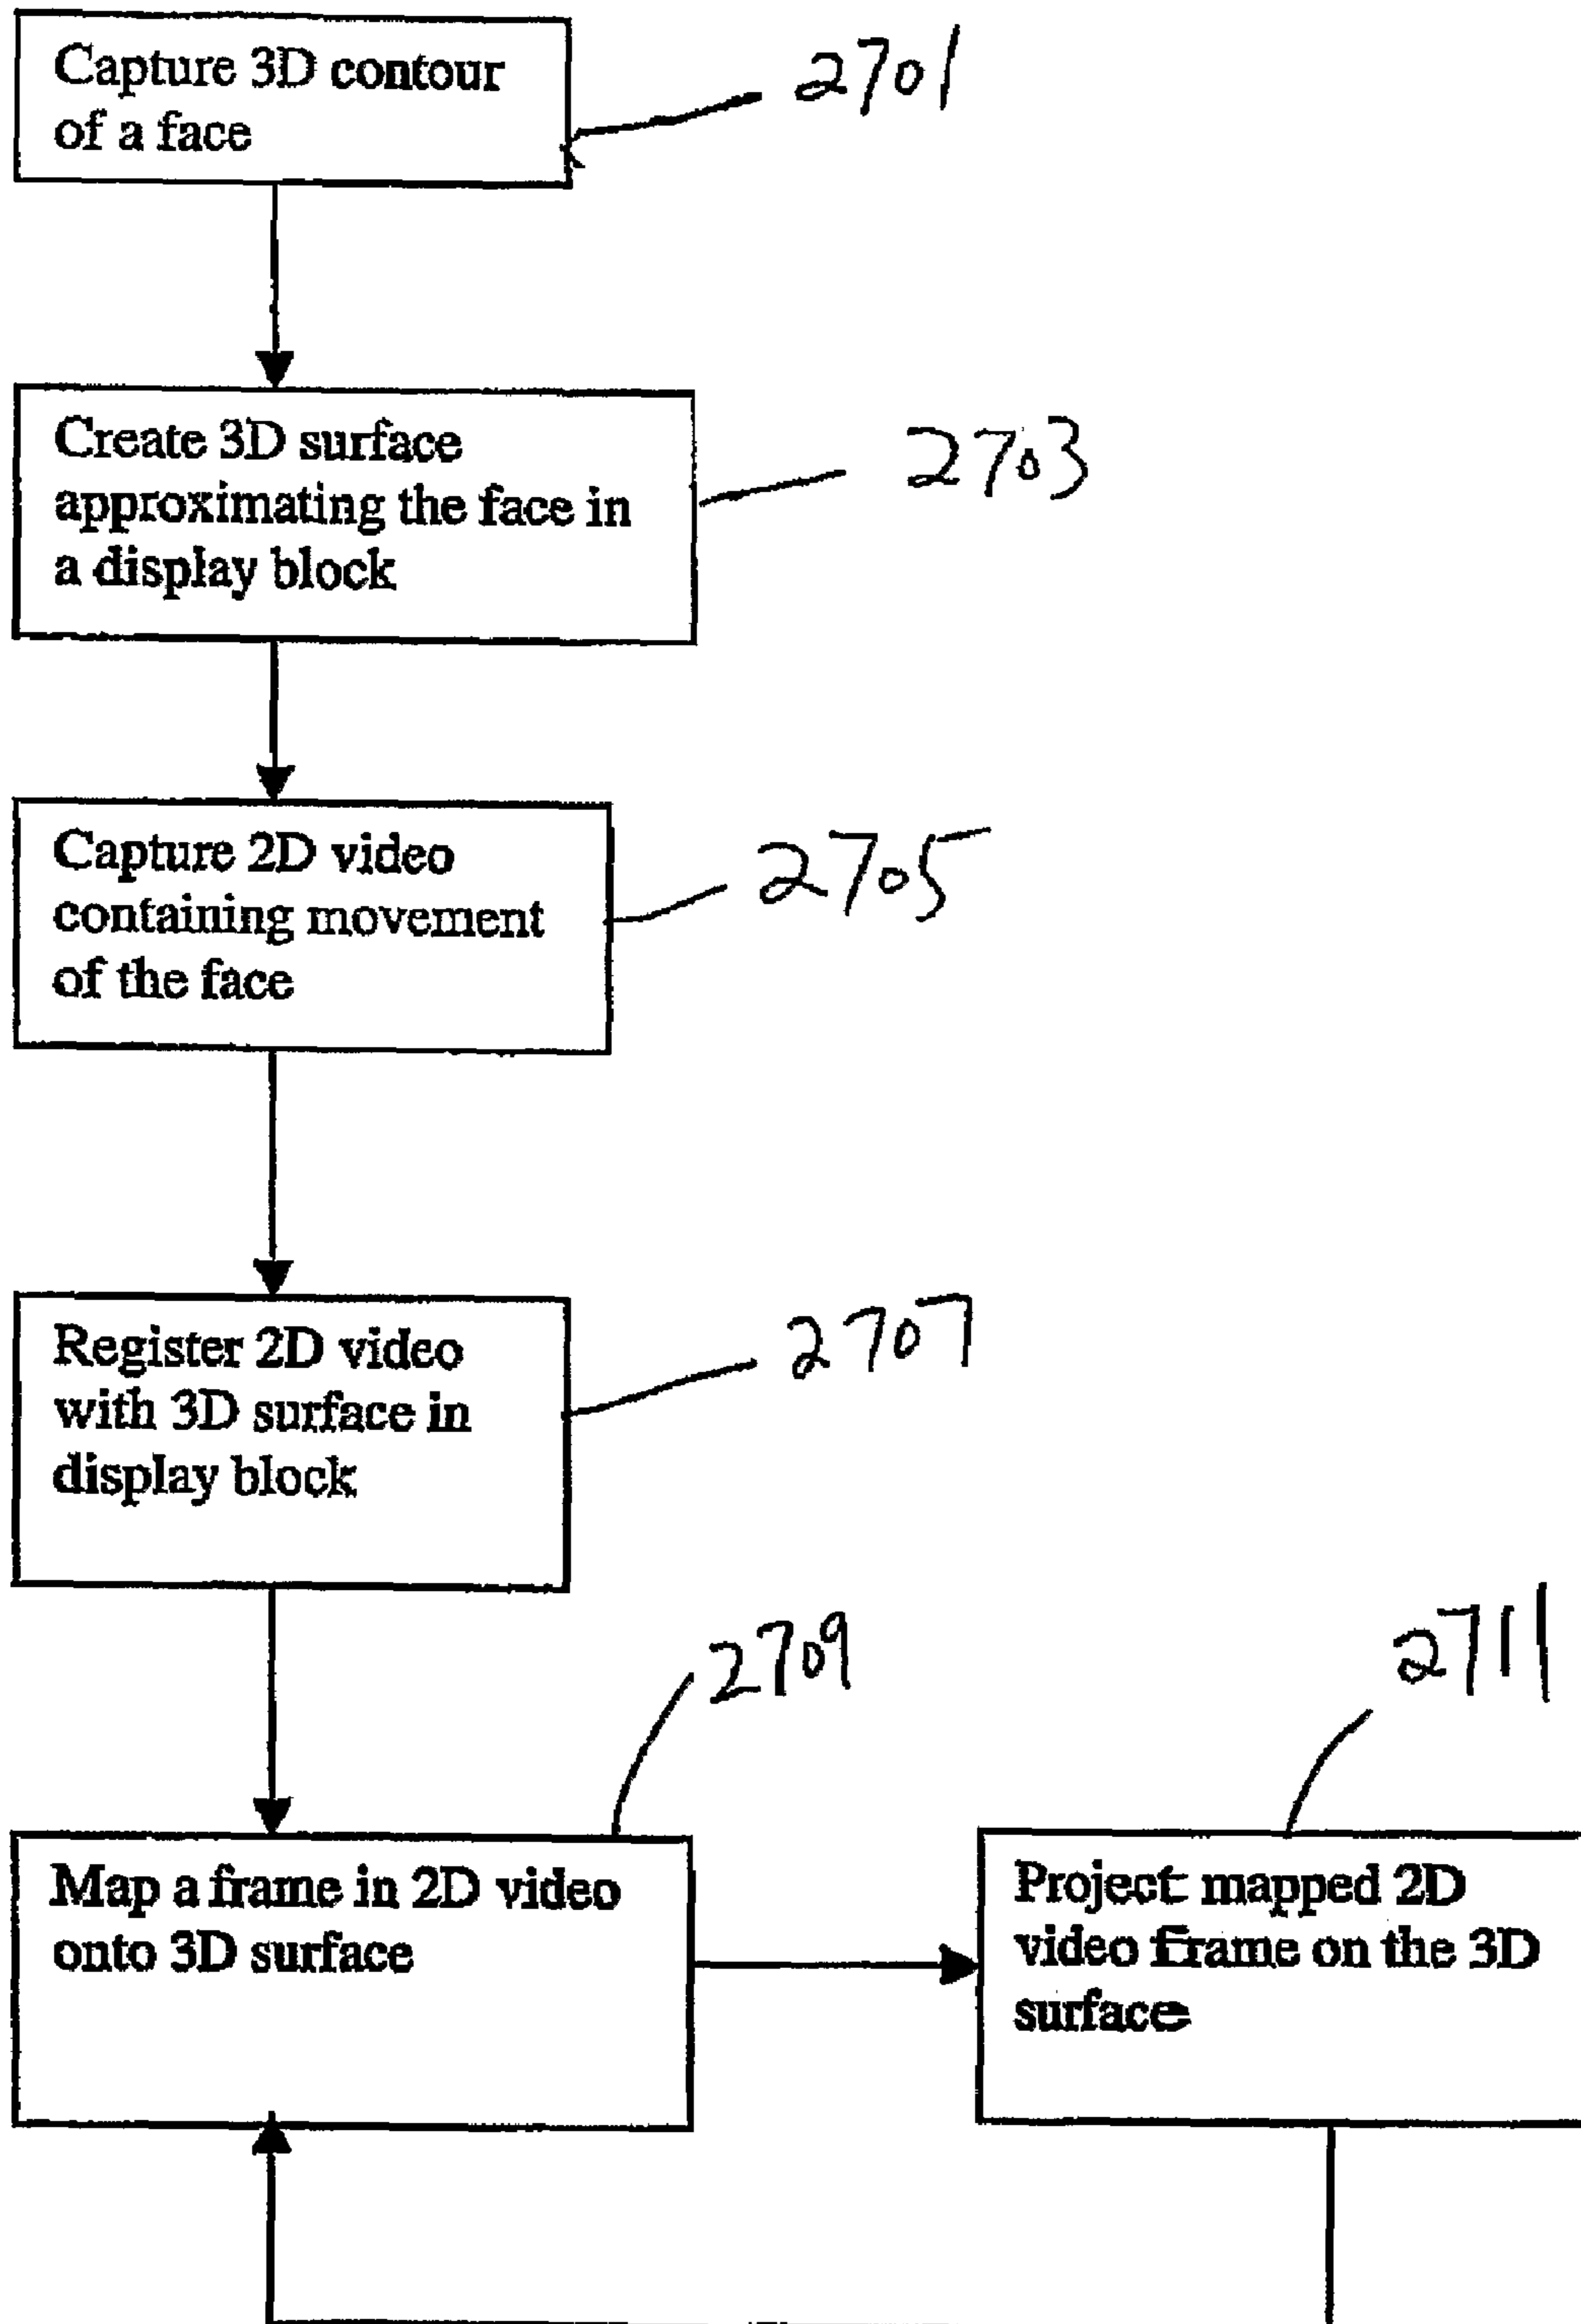 Capture 3D contour
of a face
2701
Create 3D surface
approximating the face in
a display block
2703
Capture 2D video
containing movement
of the face
2705
Register 2D video
with 3D surface in
display block
2707
2709
Map a frame in 2D video
onto 3D surface
2711
Project mapped 2D
video frame on the 3D
surface